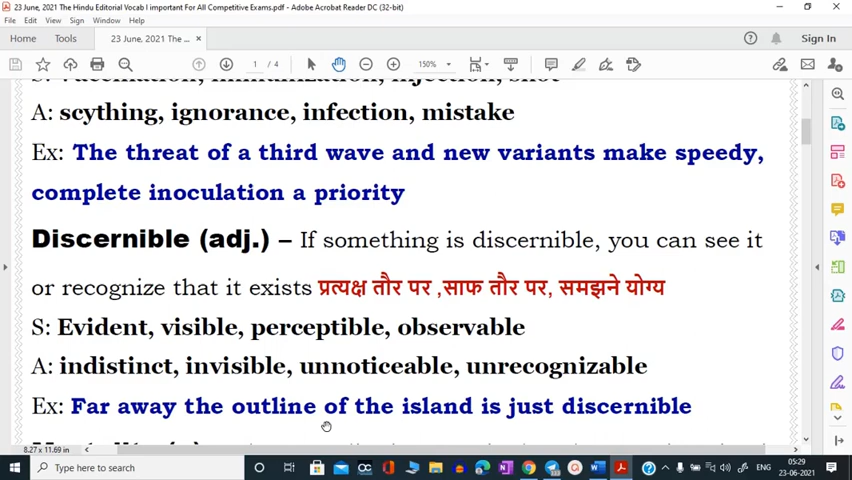 23 June, 2021 The Hindu Editorial Vocab I important For All Competitive Exams.pdf - Adobe Acrobat Reader DC (32-bit)
File Edit View Sign Window Help
Home Tools 23 June, 2021 The ... × Sign In
1 / 4 150%
S: Vaccination, immunization, injection, shot
A: scything, ignorance, infection, mistake
Ex: The threat of a third wave and new variants make speedy,
complete inoculation a priority
Discernible (adj.) – If something is discernible, you can see it
or recognize that it exists प्रत्यक्ष तौर पर ,साफ तौर पर, समझने योग्य
S: Evident, visible, perceptible, observable
A: indistinct, invisible, unnoticeable, unrecognizable
Ex: Far away the outline of the island is just discernible
8.27 x 11.69 in
Type here to search ENG 05:29
23-06-2021